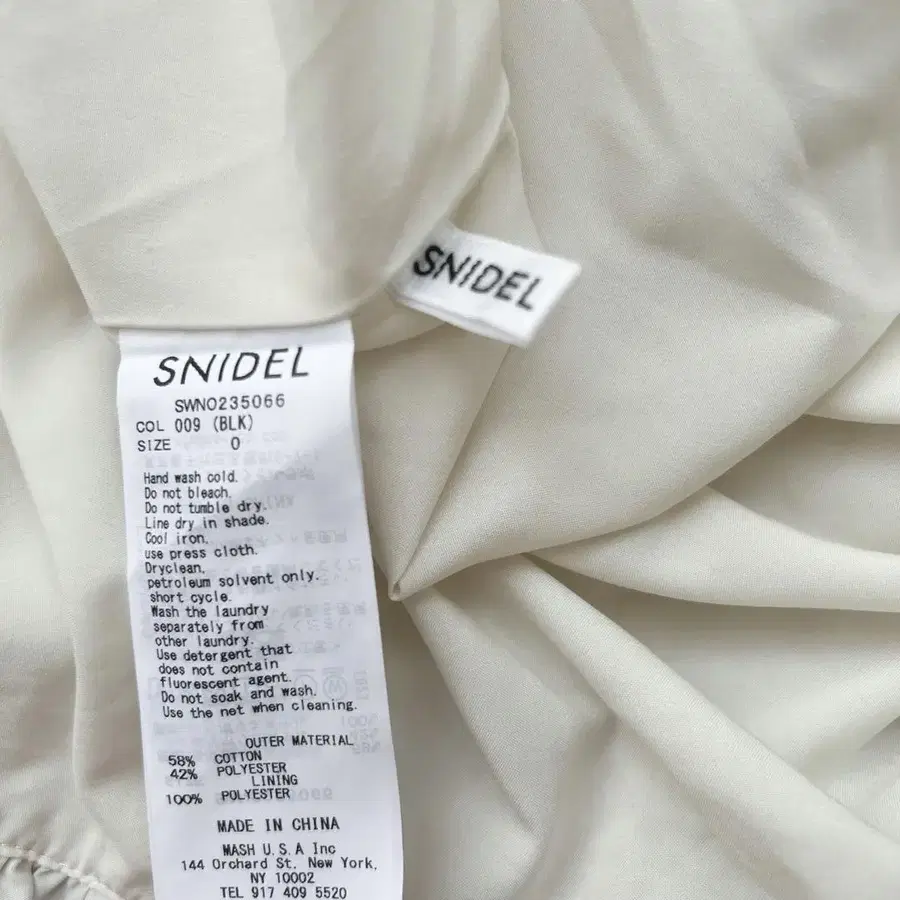 SNIDEL
SNIDEL
SWNO235066
COL 009 (BLK)
SIZE 0
Hand wash cold.
Do not bleach.
Do not tumble dry.
Line dry in shade.
Cool iron.
use press cloth.
Dryclean.
petroleum solvent only.
short cycle.
Wash the laundry
separately from
other laundry.
Use detergent that
does not contain
fluorescent agent.
Do not soak and wash.
Use the net when cleaning.
OUTER MATERIAL
58% COTTON
42% POLYESTER
LINING
100% POLYESTER
MADE IN CHINA
MASH U.S.A Inc
144 Orchard St. New York,
NY 10002
TEL 917 409 5520